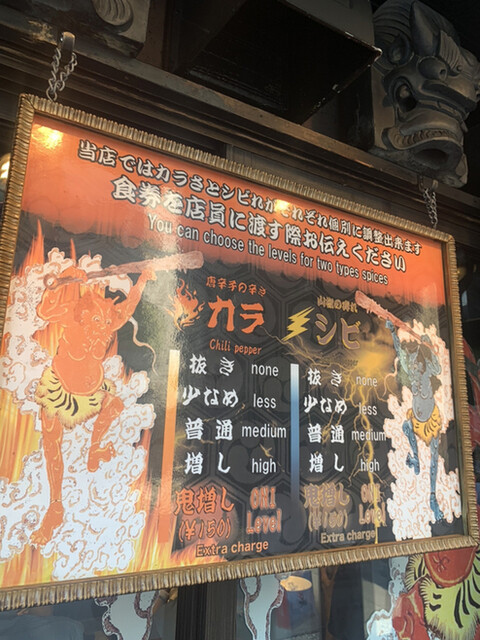 当店ではカラさとシビれがそれぞれ個別に調整出来ます
食券を店員に渡す際お伝えください
You can choose the levels for two types spices
唐辛子の辛さ
カラ
Chili pepper
抜き none
少なめ less
普通 medium
増し high
鬼増し ONI
(¥150) Level
Extra charge
山椒の痺れ
シビ
抜き none
少なめ less
普通 medium
増し high
鬼増し ONI
Level
Extra charge